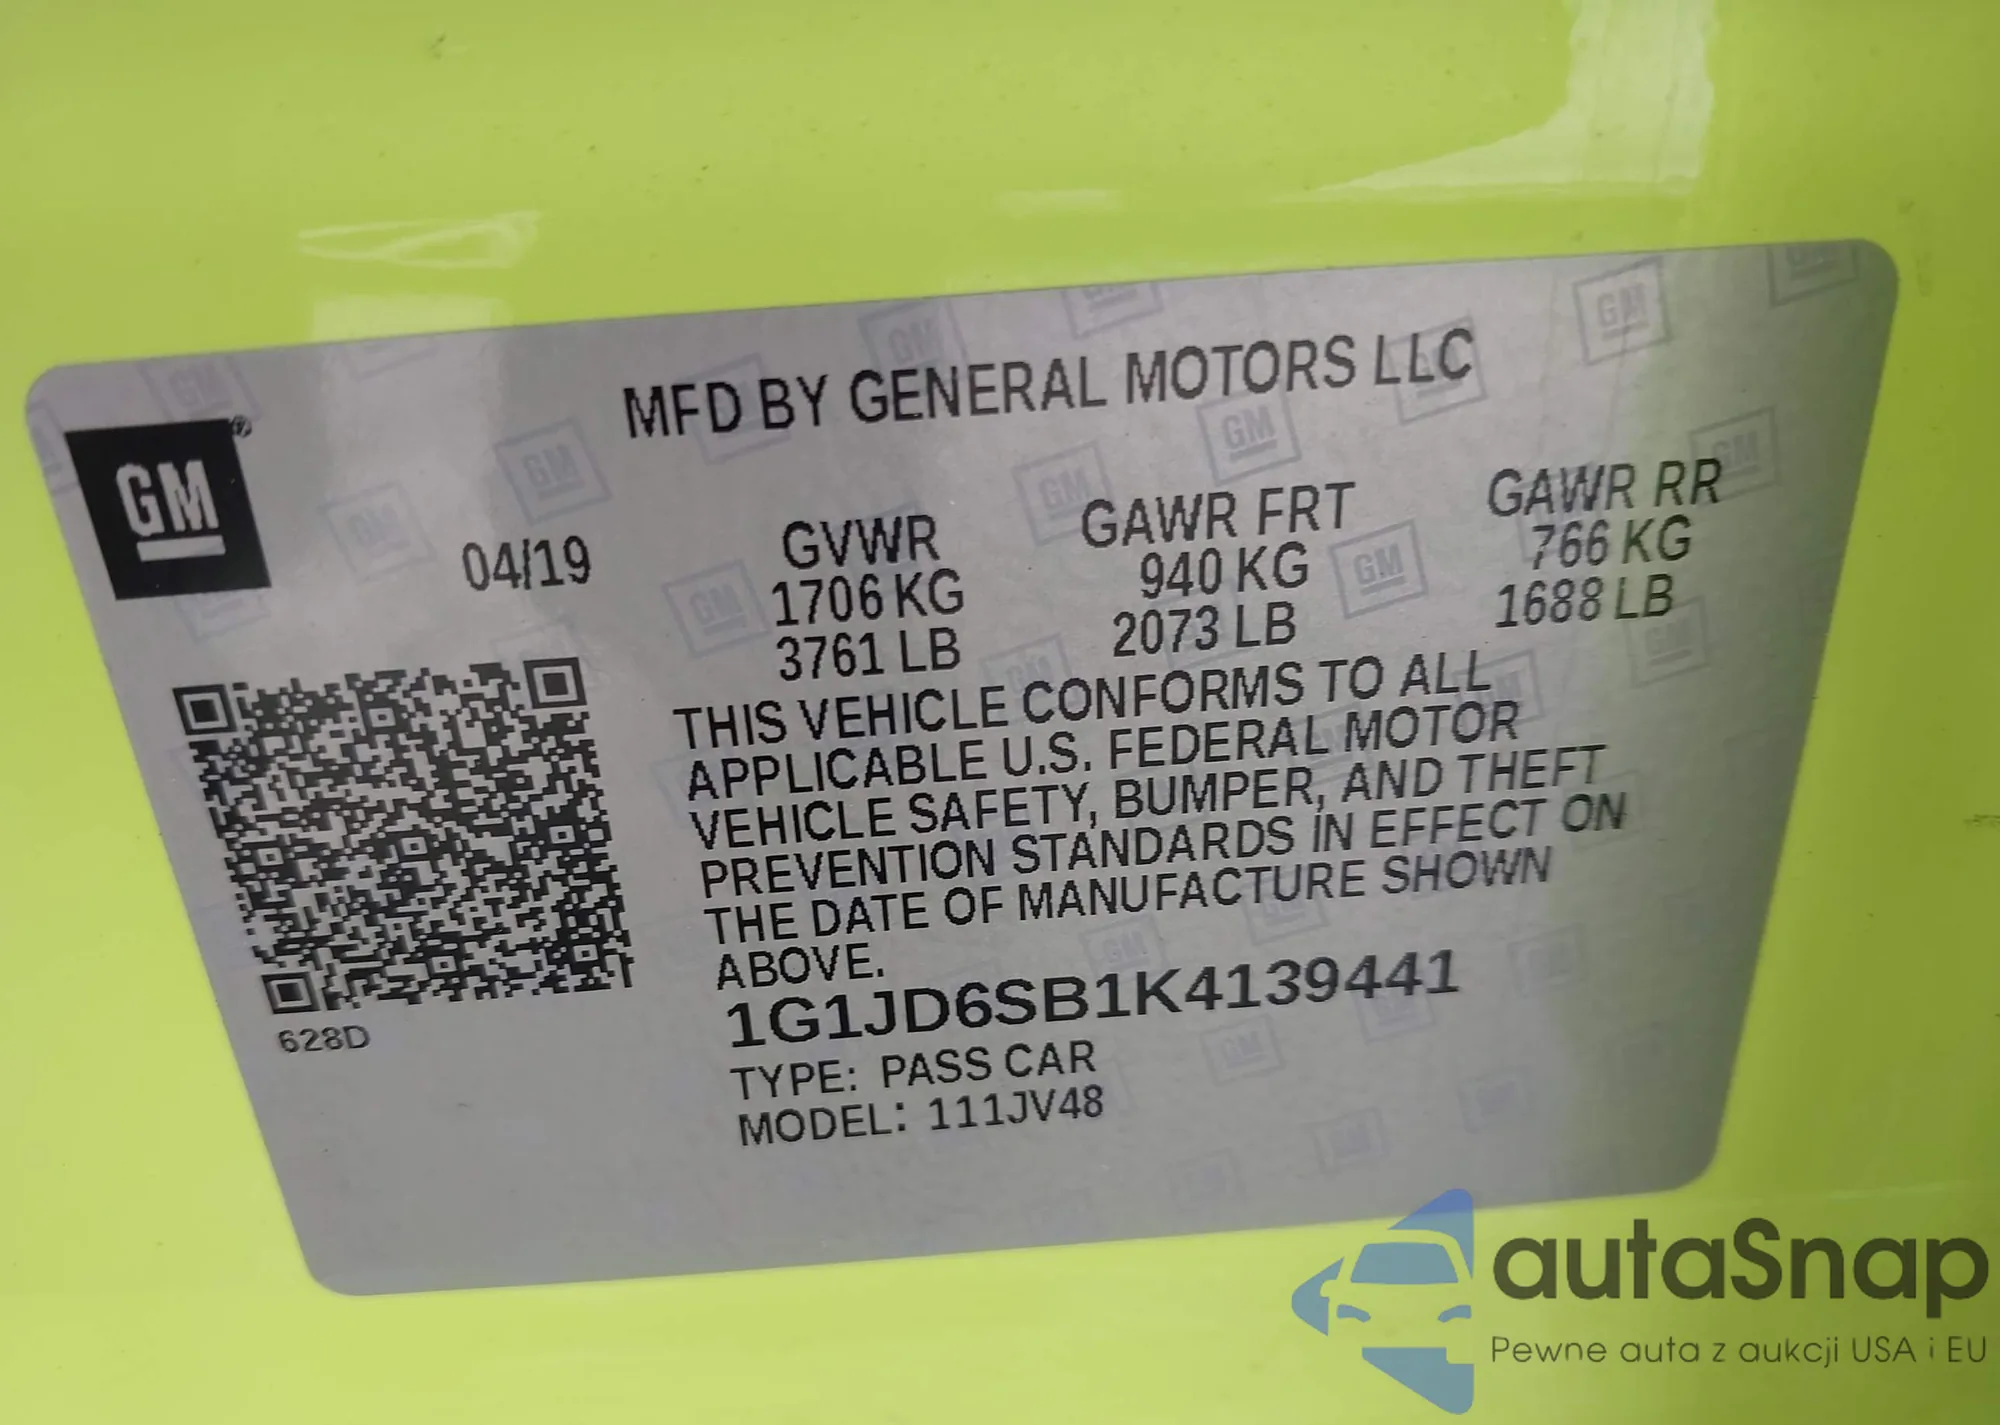 MFD BY GENERAL MOTORS LLC
GM®
04/19
GVWR
1706 KG
3761 LB
GAWR FRT
940 KG
2073 LB
GAWR RR
766 KG
1688 LB
THIS VEHICLE CONFORMS TO ALL
APPLICABLE U.S. FEDERAL MOTOR
VEHICLE SAFETY, BUMPER, AND THEFT
PREVENTION STANDARDS IN EFFECT ON
THE DATE OF MANUFACTURE SHOWN
ABOVE.
1G1JD6SB1K4139441
TYPE: PASS CAR
MODEL: 111JV48
628D
autaSnap
Pewne auta z aukcji USA i EU